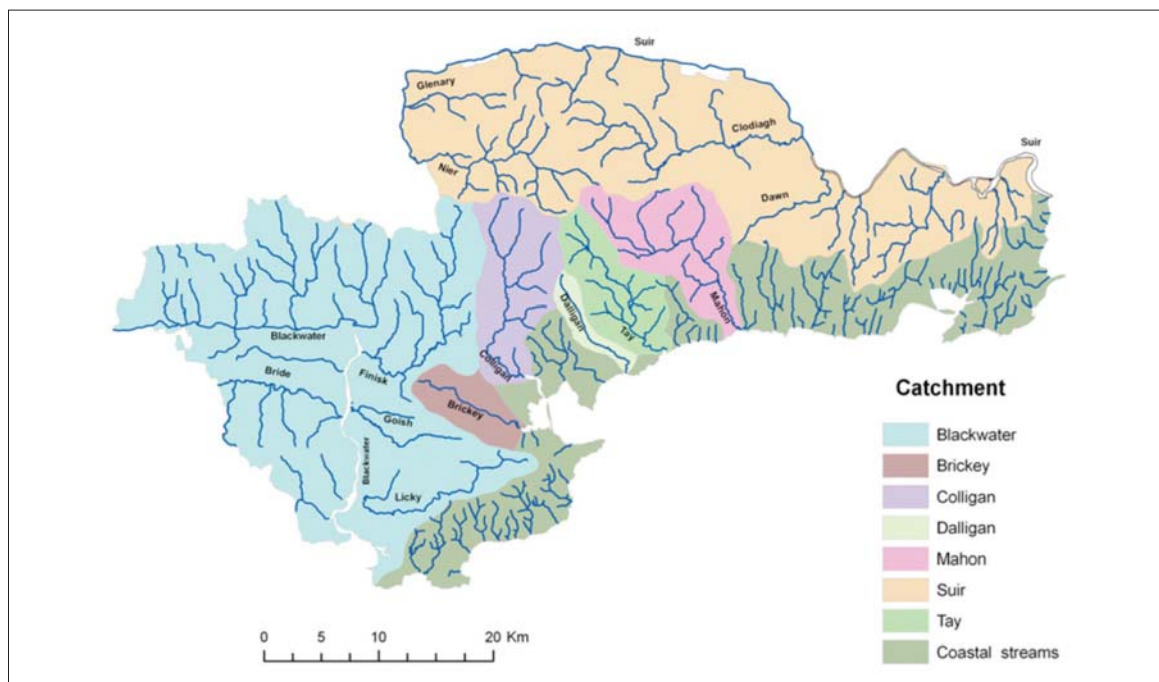 Suir
Glenary
Clodiagh
Suir
Nier
Dawn
Mahon
Dalligan
Tay
Blackwater
Colligan
Bride
Finisk
Brickey
Goish
Blackwater
Licky
Catchment
Blackwater
Brickey
Colligan
Dalligan
Mahon
Suir
Tay
Coastal streams
0 5 10 20 Km